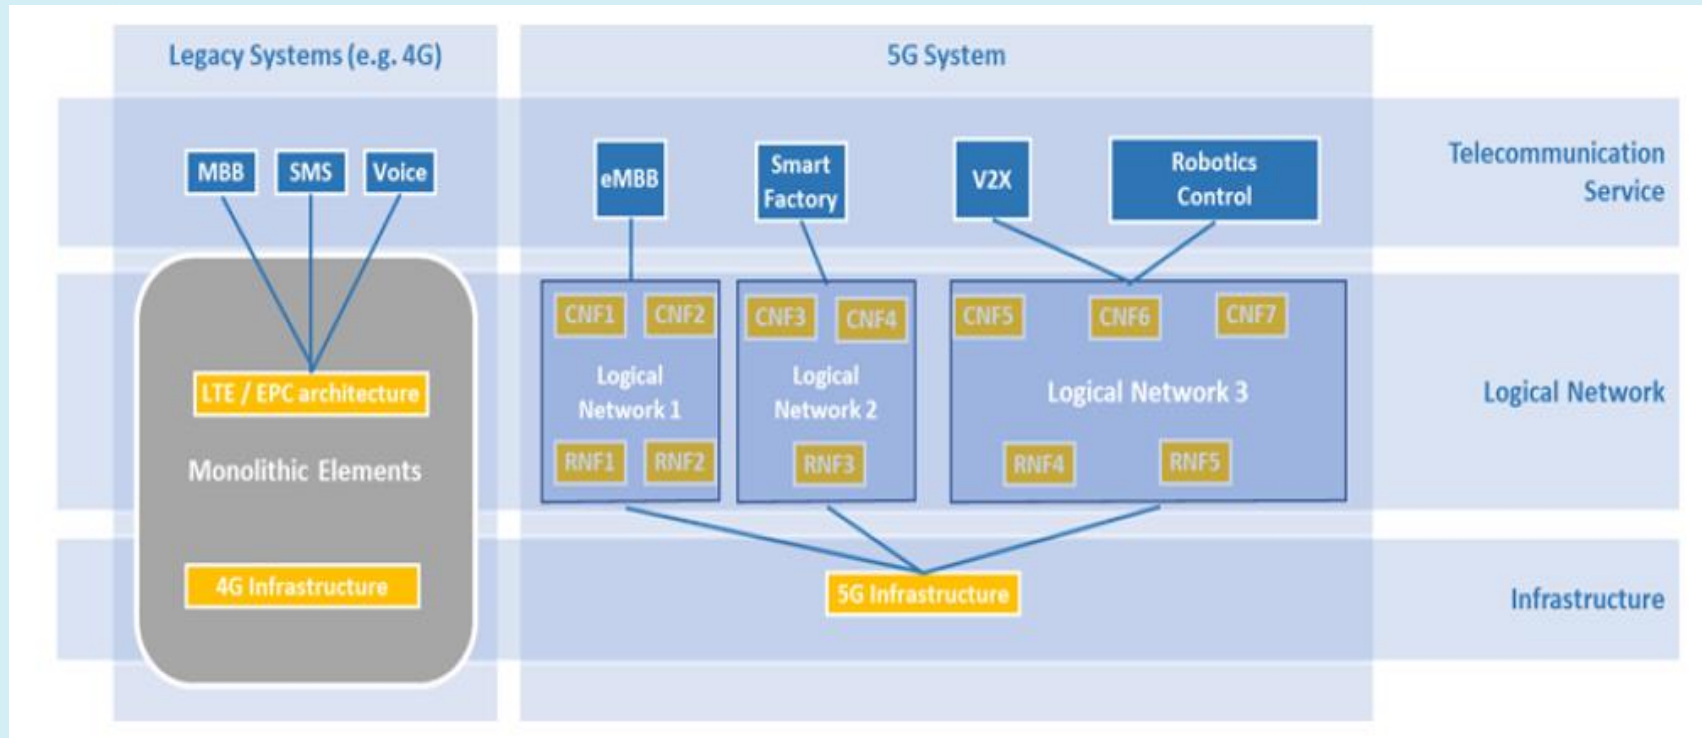 Legacy Systems (e.g. 4G)
5G System
MBB
SMS
Voice
eMBB
Smart
Factory
V2X
Robotics
Control
Telecommunication
Service
CNF1
CNF2
CNF3
CNF4
CNF5
CNF6
CNF7
LTE / EPC architecture
Logical
Network 1
Logical
Network 2
Logical Network 3
Logical Network
Monolithic Elements
RNF1
RNF2
RNF3
RNF4
RNF5
4G Infrastructure
5G Infrastructure
Infrastructure